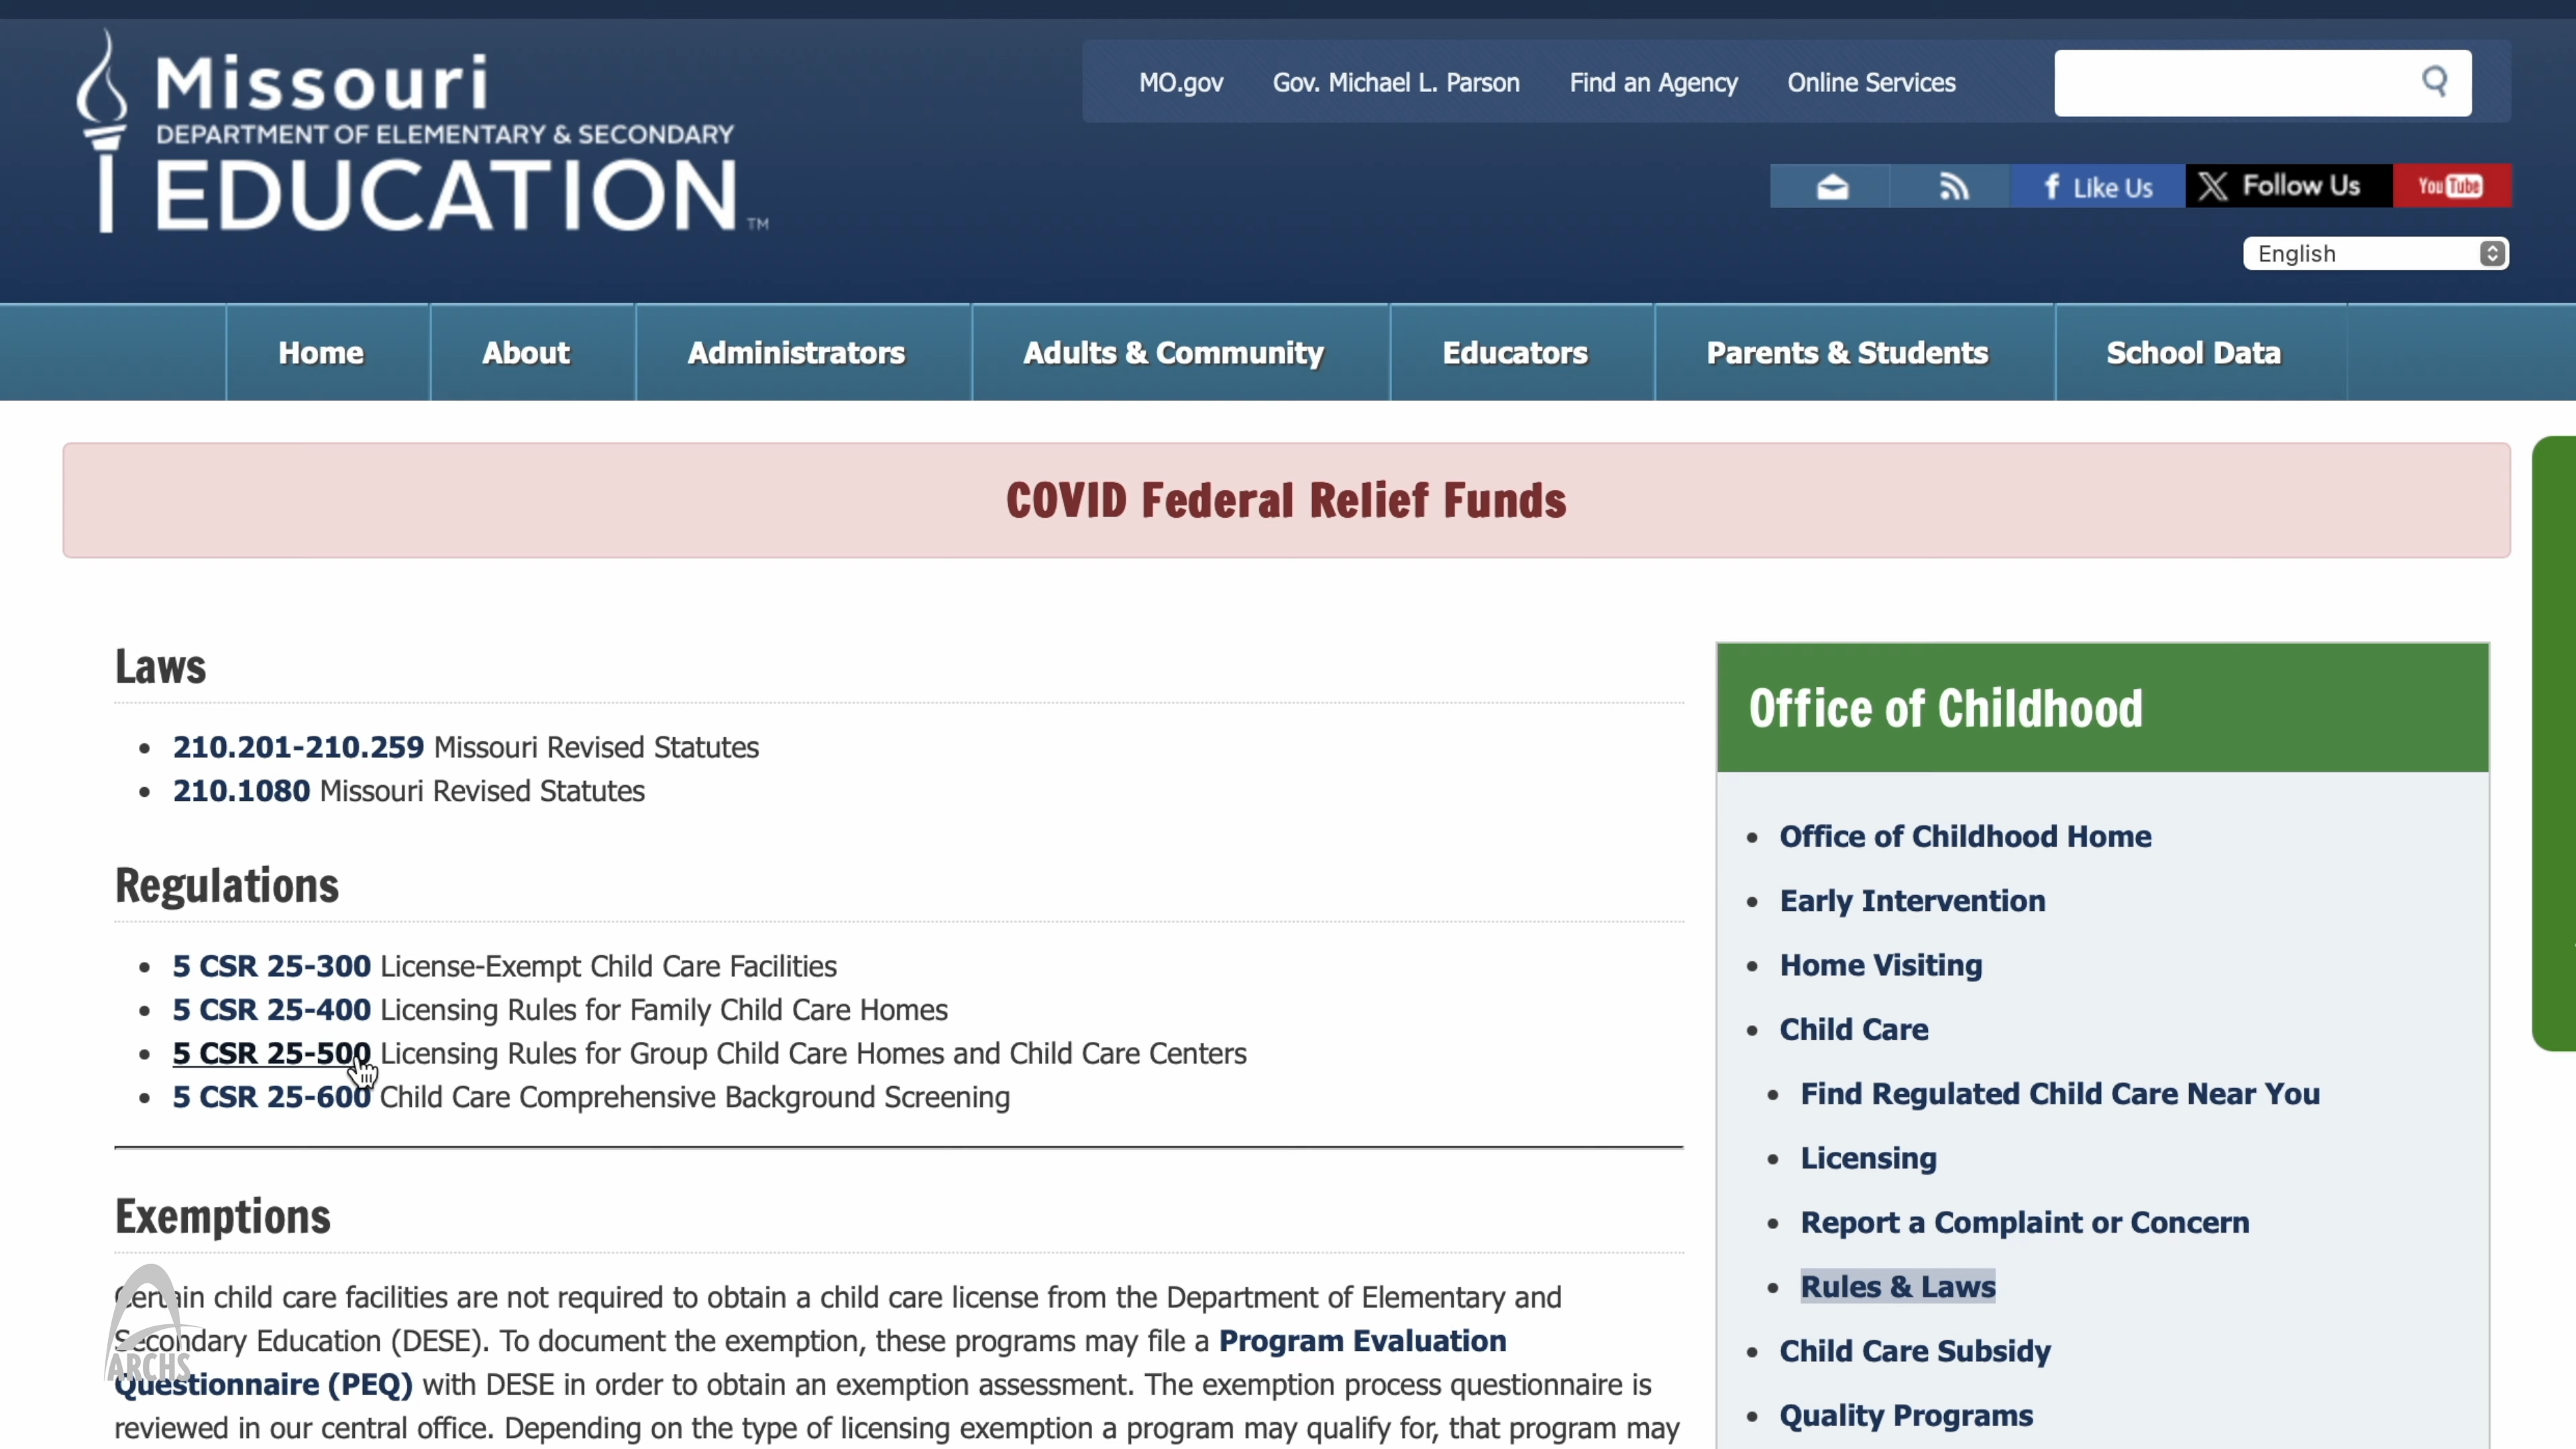 Missouri
DEPARTMENT OF ELEMENTARY & SECONDARY
EDUCATION TM
MO.gov Gov. Michael L. Parson Find an Agency Online Services
f Like Us X Follow Us YouTube
English
Home About Administrators Adults & Community Educators Parents & Students School Data
COVID Federal Relief Funds
Laws
• 210.201-210.259 Missouri Revised Statutes
• 210.1080 Missouri Revised Statutes
Regulations
• 5 CSR 25-300 License-Exempt Child Care Facilities
• 5 CSR 25-400 Licensing Rules for Family Child Care Homes
• 5 CSR 25-500 Licensing Rules for Group Child Care Homes and Child Care Centers
• 5 CSR 25-600 Child Care Comprehensive Background Screening
Exemptions
Certain child care facilities are not required to obtain a child care license from the Department of Elementary and
Secondary Education (DESE). To document the exemption, these programs may file a Program Evaluation
Questionnaire (PEQ) with DESE in order to obtain an exemption assessment. The exemption process questionnaire is
reviewed in our central office. Depending on the type of licensing exemption a program may qualify for, that program may
ARCHS
Office of Childhood
• Office of Childhood Home
• Early Intervention
• Home Visiting
• Child Care
• Find Regulated Child Care Near You
• Licensing
• Report a Complaint or Concern
• Rules & Laws
• Child Care Subsidy
• Quality Programs